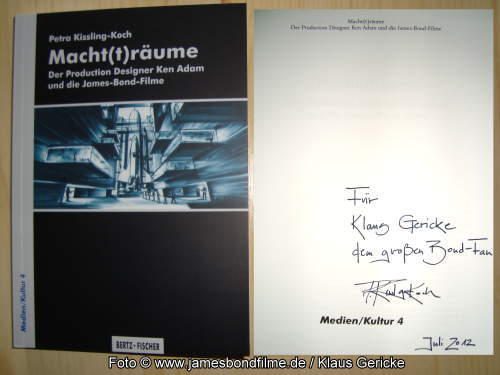 Petra Kissling-Koch
Macht(t)räume
Der Production Designer Ken Adam
und die James-Bond-Filme
Medien/Kultur 4
BERTZ+FISCHER
Macht(t)räume
Der Production Designer Ken Adam und die James-Bond-Filme
Für
Klaus Gericke
dem großen Bond-Fan
P. Kissling-Koch
Medien/Kultur 4
Juli 2012
Foto © www.jamesbondfilme.de / Klaus Gericke